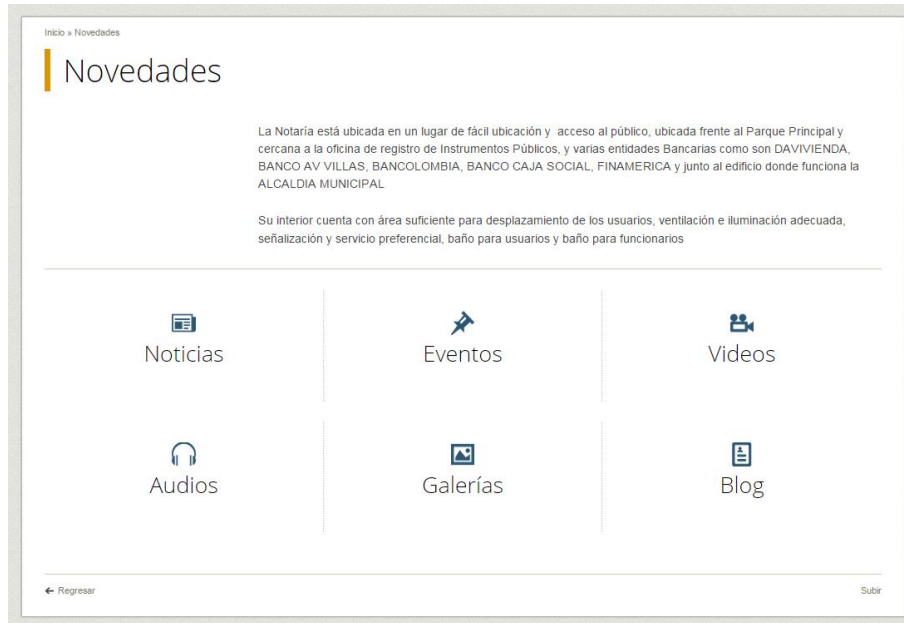 Inicio » Novedades
Novedades
La Notaría está ubicada en un lugar de fácil ubicación y acceso al público, ubicada frente al Parque Principal y
cercana a la oficina de registro de Instrumentos Públicos, y varias entidades Bancarias como son DAVIVIENDA,
BANCO AV VILLAS, BANCOLOMBIA, BANCO CAJA SOCIAL, FINAMERICA y junto al edificio donde funciona la
ALCALDIA MUNICIPAL
Su interior cuenta con área suficiente para desplazamiento de los usuarios, ventilación e iluminación adecuada,
señalización y servicio preferencial, baño para usuarios y baño para funcionarios
Noticias
Eventos
Videos
Audios
Galerías
Blog
Regresar
Subir